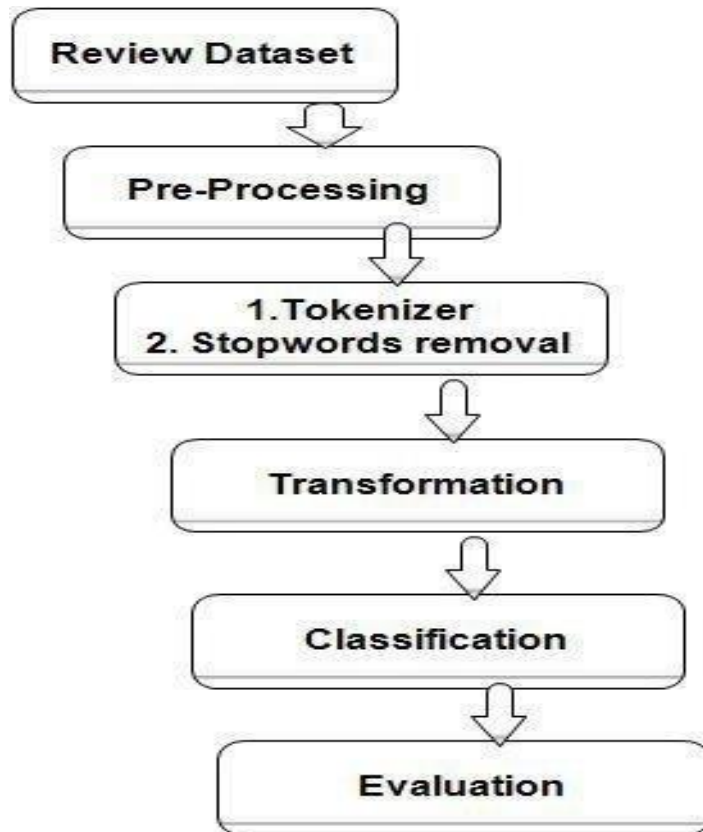 Review Dataset
Pre-Processing
1.Tokenizer
2. Stopwords removal
Transformation
Classification
Evaluation